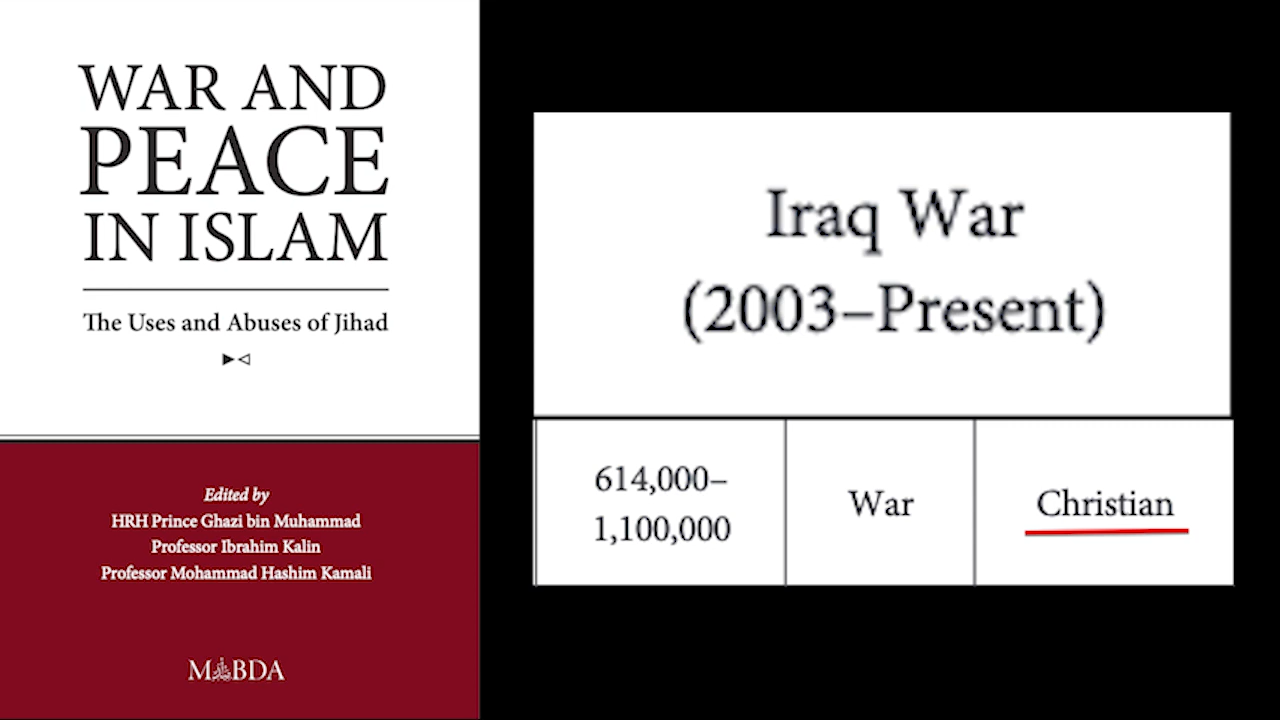 WAR AND
PEACE
IN ISLAM
The Uses and Abuses of Jihad
Edited by
HRH Prince Ghazi bin Muhammad
Professor Ibrahim Kalin
Professor Mohammad Hashim Kamali
MABDA
Iraq War
(2003–Present)
614,000–
1,100,000
War
Christian